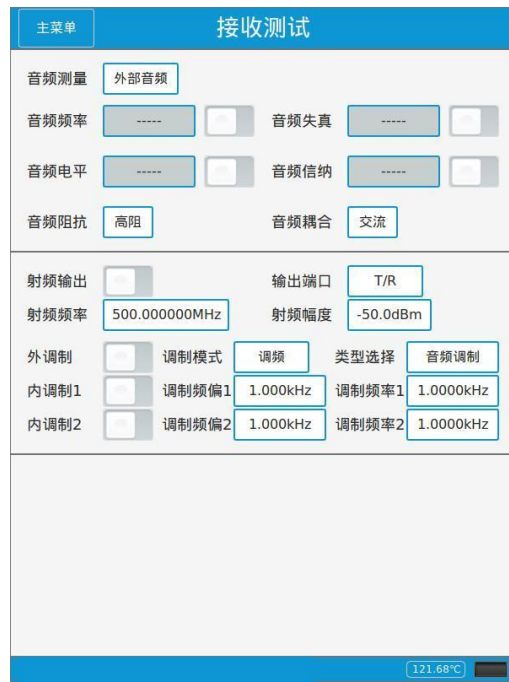 主菜单 接收测试
音频测量 外部音频
音频频率 ----- 音频失真 -----
音频电平 ----- 音频信纳 -----
音频阻抗 高阻 音频耦合 交流
射频输出 输出端口 T/R
射频频率 500.000000MHz 射频幅度 -50.0dBm
外调制 调制模式 调频 类型选择 音频调制
内调制1 调制频偏1 1.000kHz 调制频率1 1.0000kHz
内调制2 调制频偏2 1.000kHz 调制频率2 1.0000kHz
121.68℃